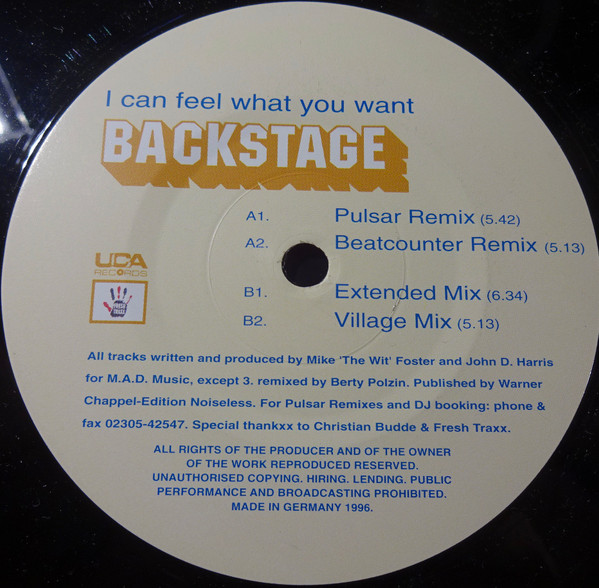 I can feel what you want
BACKSTAGE
A1. Pulsar Remix (5.42)
A2. Beatcounter Remix (5.13)
B1. Extended Mix (6.34)
B2. Village Mix (5.13)
UCA
RECORDS
FRESH
TRAXX
All tracks written and produced by Mike 'The Wit' Foster and John D. Harris
for M.A.D. Music, except 3. remixed by Berty Polzin. Published by Warner
Chappel-Edition Noiseless. For Pulsar Remixes and DJ booking: phone &
fax 02305-42547. Special thankxx to Christian Budde & Fresh Traxx.
ALL RIGHTS OF THE PRODUCER AND OF THE OWNER
OF THE WORK REPRODUCED RESERVED.
UNAUTHORISED COPYING. HIRING. LENDING. PUBLIC
PERFORMANCE AND BROADCASTING PROHIBITED.
MADE IN GERMANY 1996.